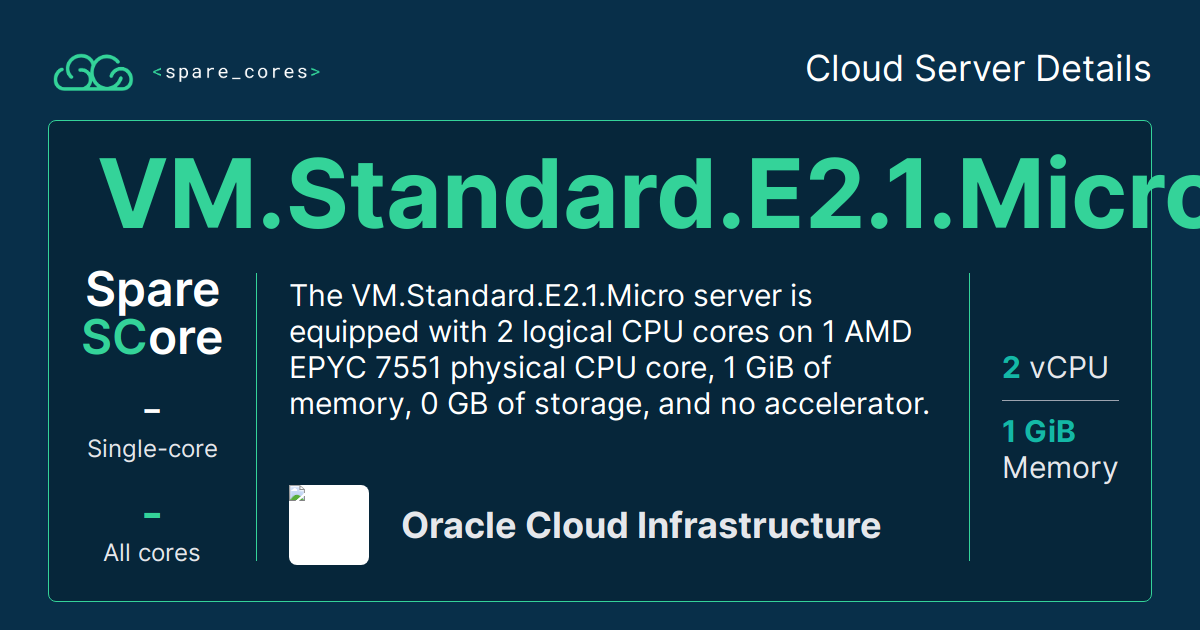 <spare_cores>
Cloud Server Details
VM.Standard.E2.1.Micro
Spare
SCore
–
Single-core
–
All cores
The VM.Standard.E2.1.Micro server is
equipped with 2 logical CPU cores on 1 AMD
EPYC 7551 physical CPU core, 1 GiB of
memory, 0 GB of storage, and no accelerator.
Oracle Cloud Infrastructure
2 vCPU
1 GiB
Memory